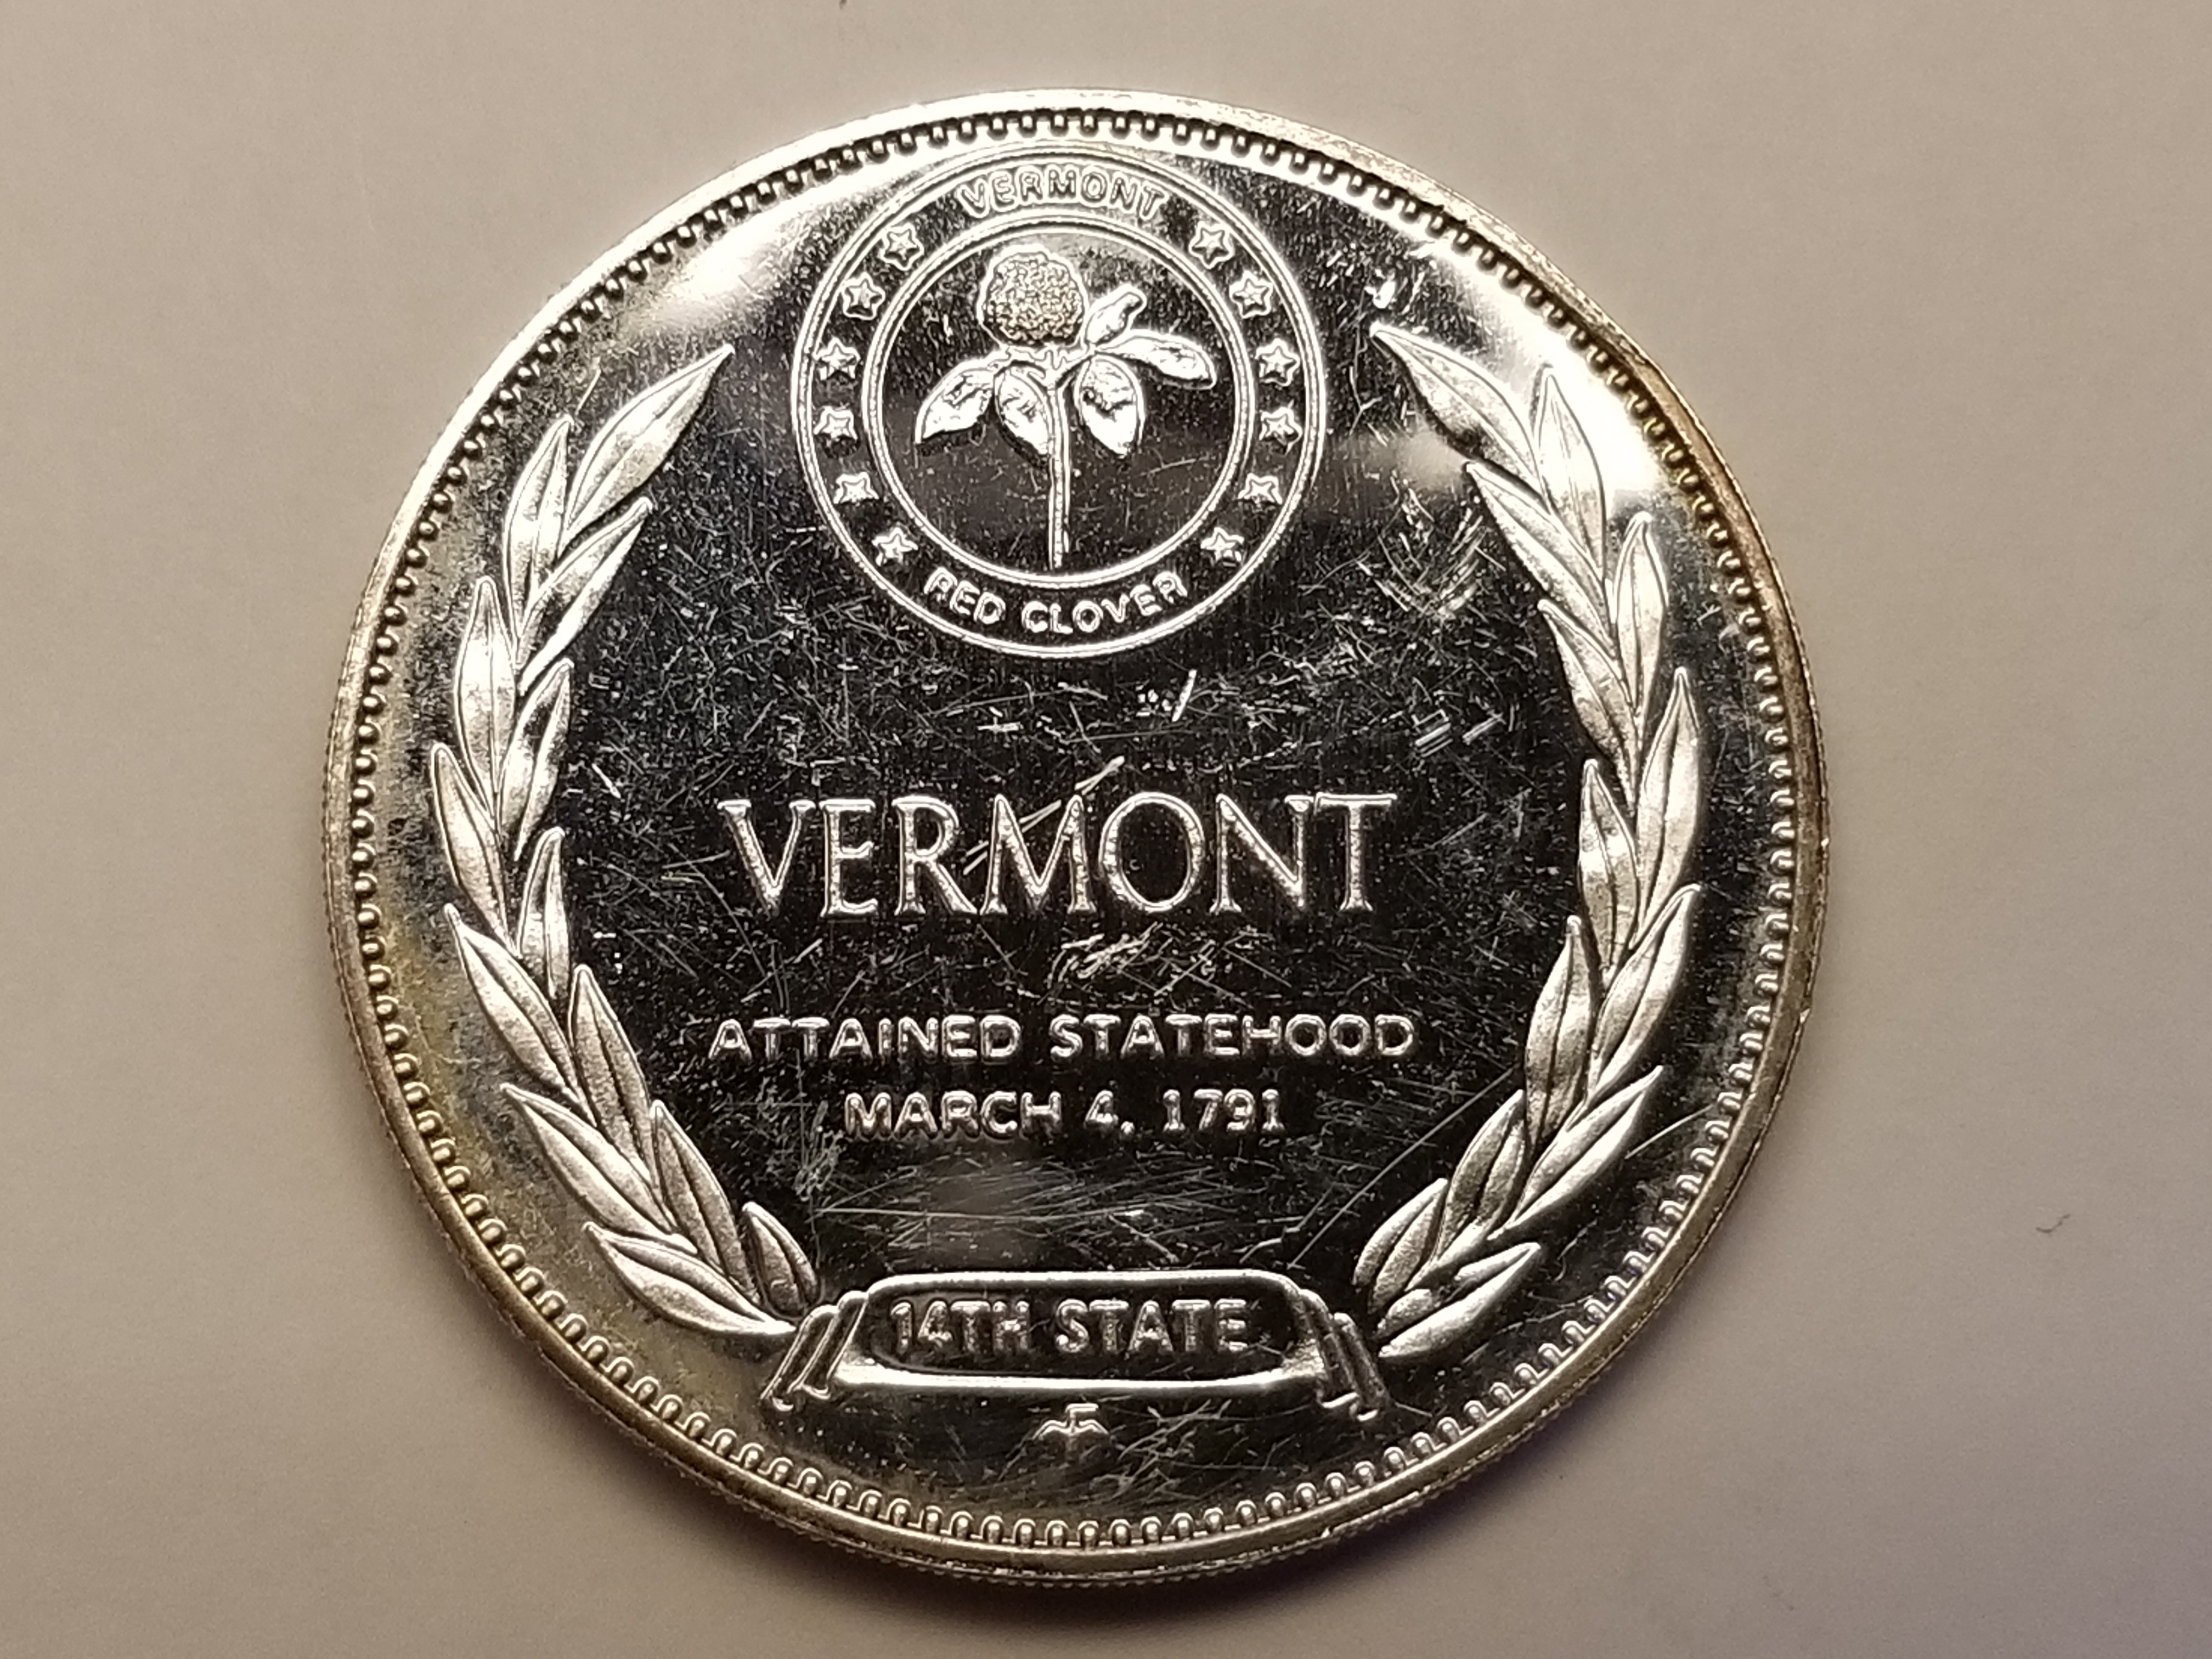 VERMONT
RED CLOVER
VERMONT
ATTAINED STATEHOOD
MARCH 4, 1791
14TH STATE